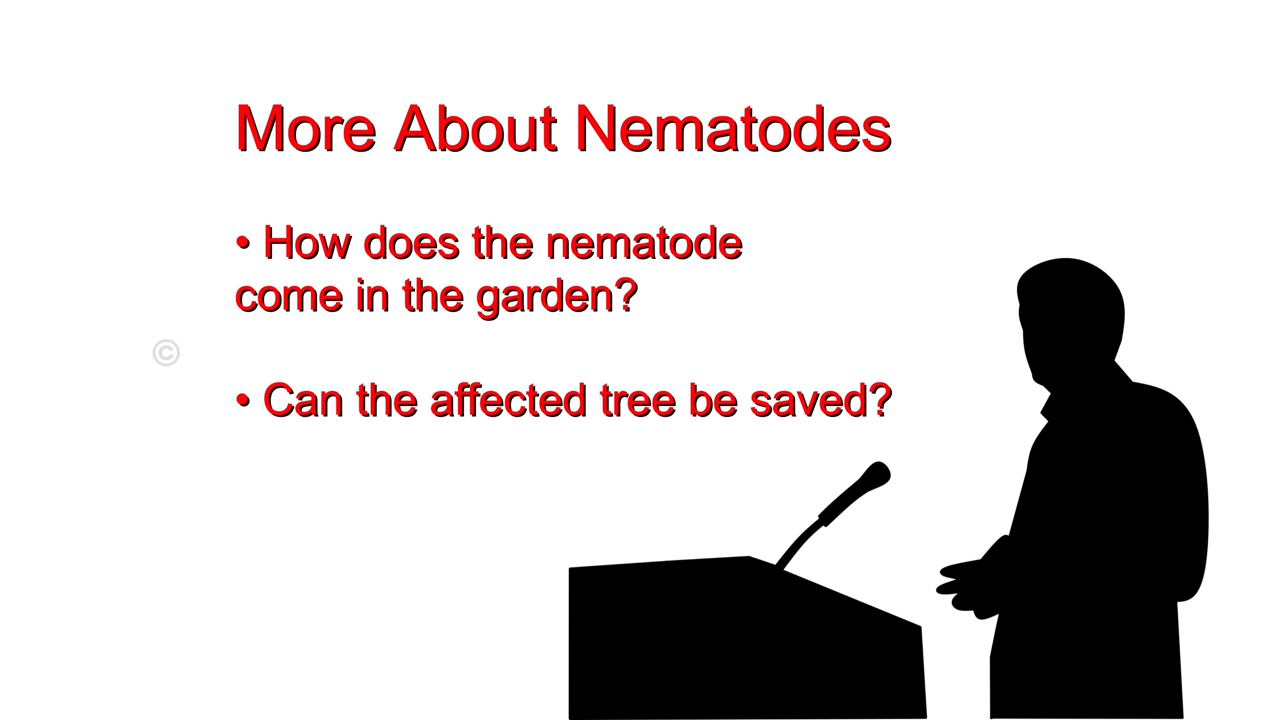 More About Nematodes
• How does the nematode
come in the garden?
©
• Can the affected tree be saved?